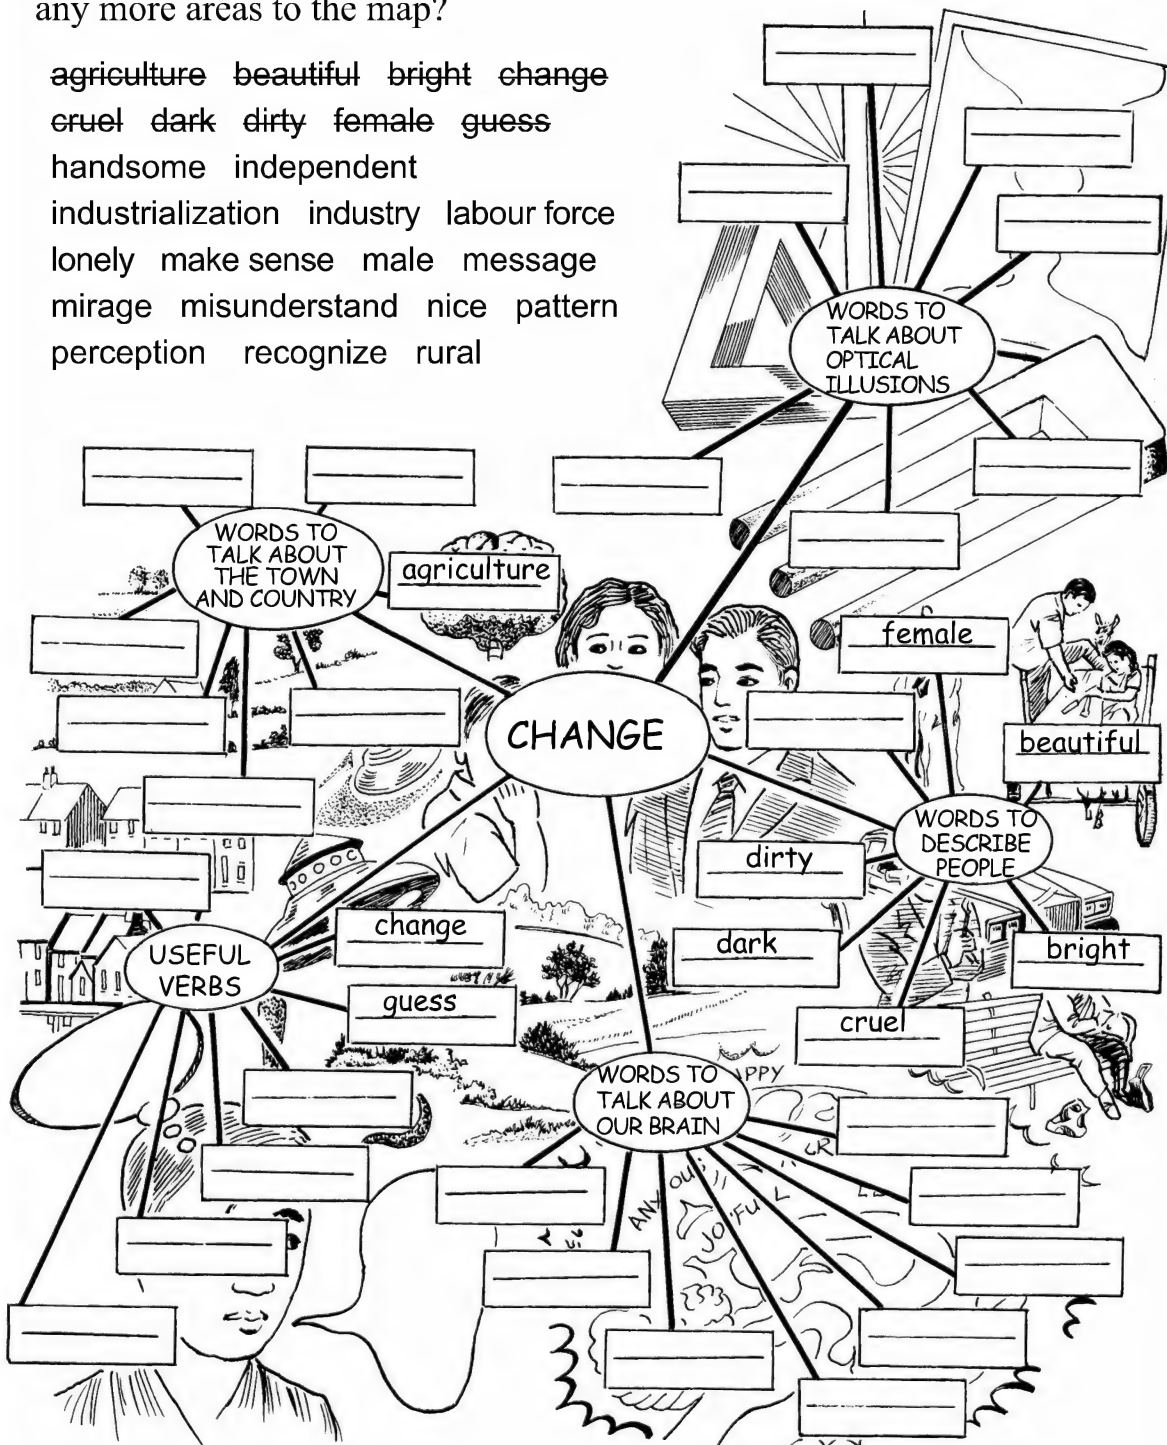 any more areas to the map?
agriculture beautiful bright change
cruel dark dirty female guess
handsome independent
industrialization industry labour force
lonely make sense male message
mirage misunderstand nice pattern
perception recognize rural
WORDS TO
TALK ABOUT
OPTICAL
ILLUSIONS
WORDS TO
TALK ABOUT
THE TOWN
AND COUNTRY
agriculture
female
CHANGE
beautiful
WORDS TO
DESCRIBE
PEOPLE
dirty
change
dark
bright
USEFUL
VERBS
guess
cruel
WORDS TO
TALK ABOUT
OUR BRAIN
APPY
ANY